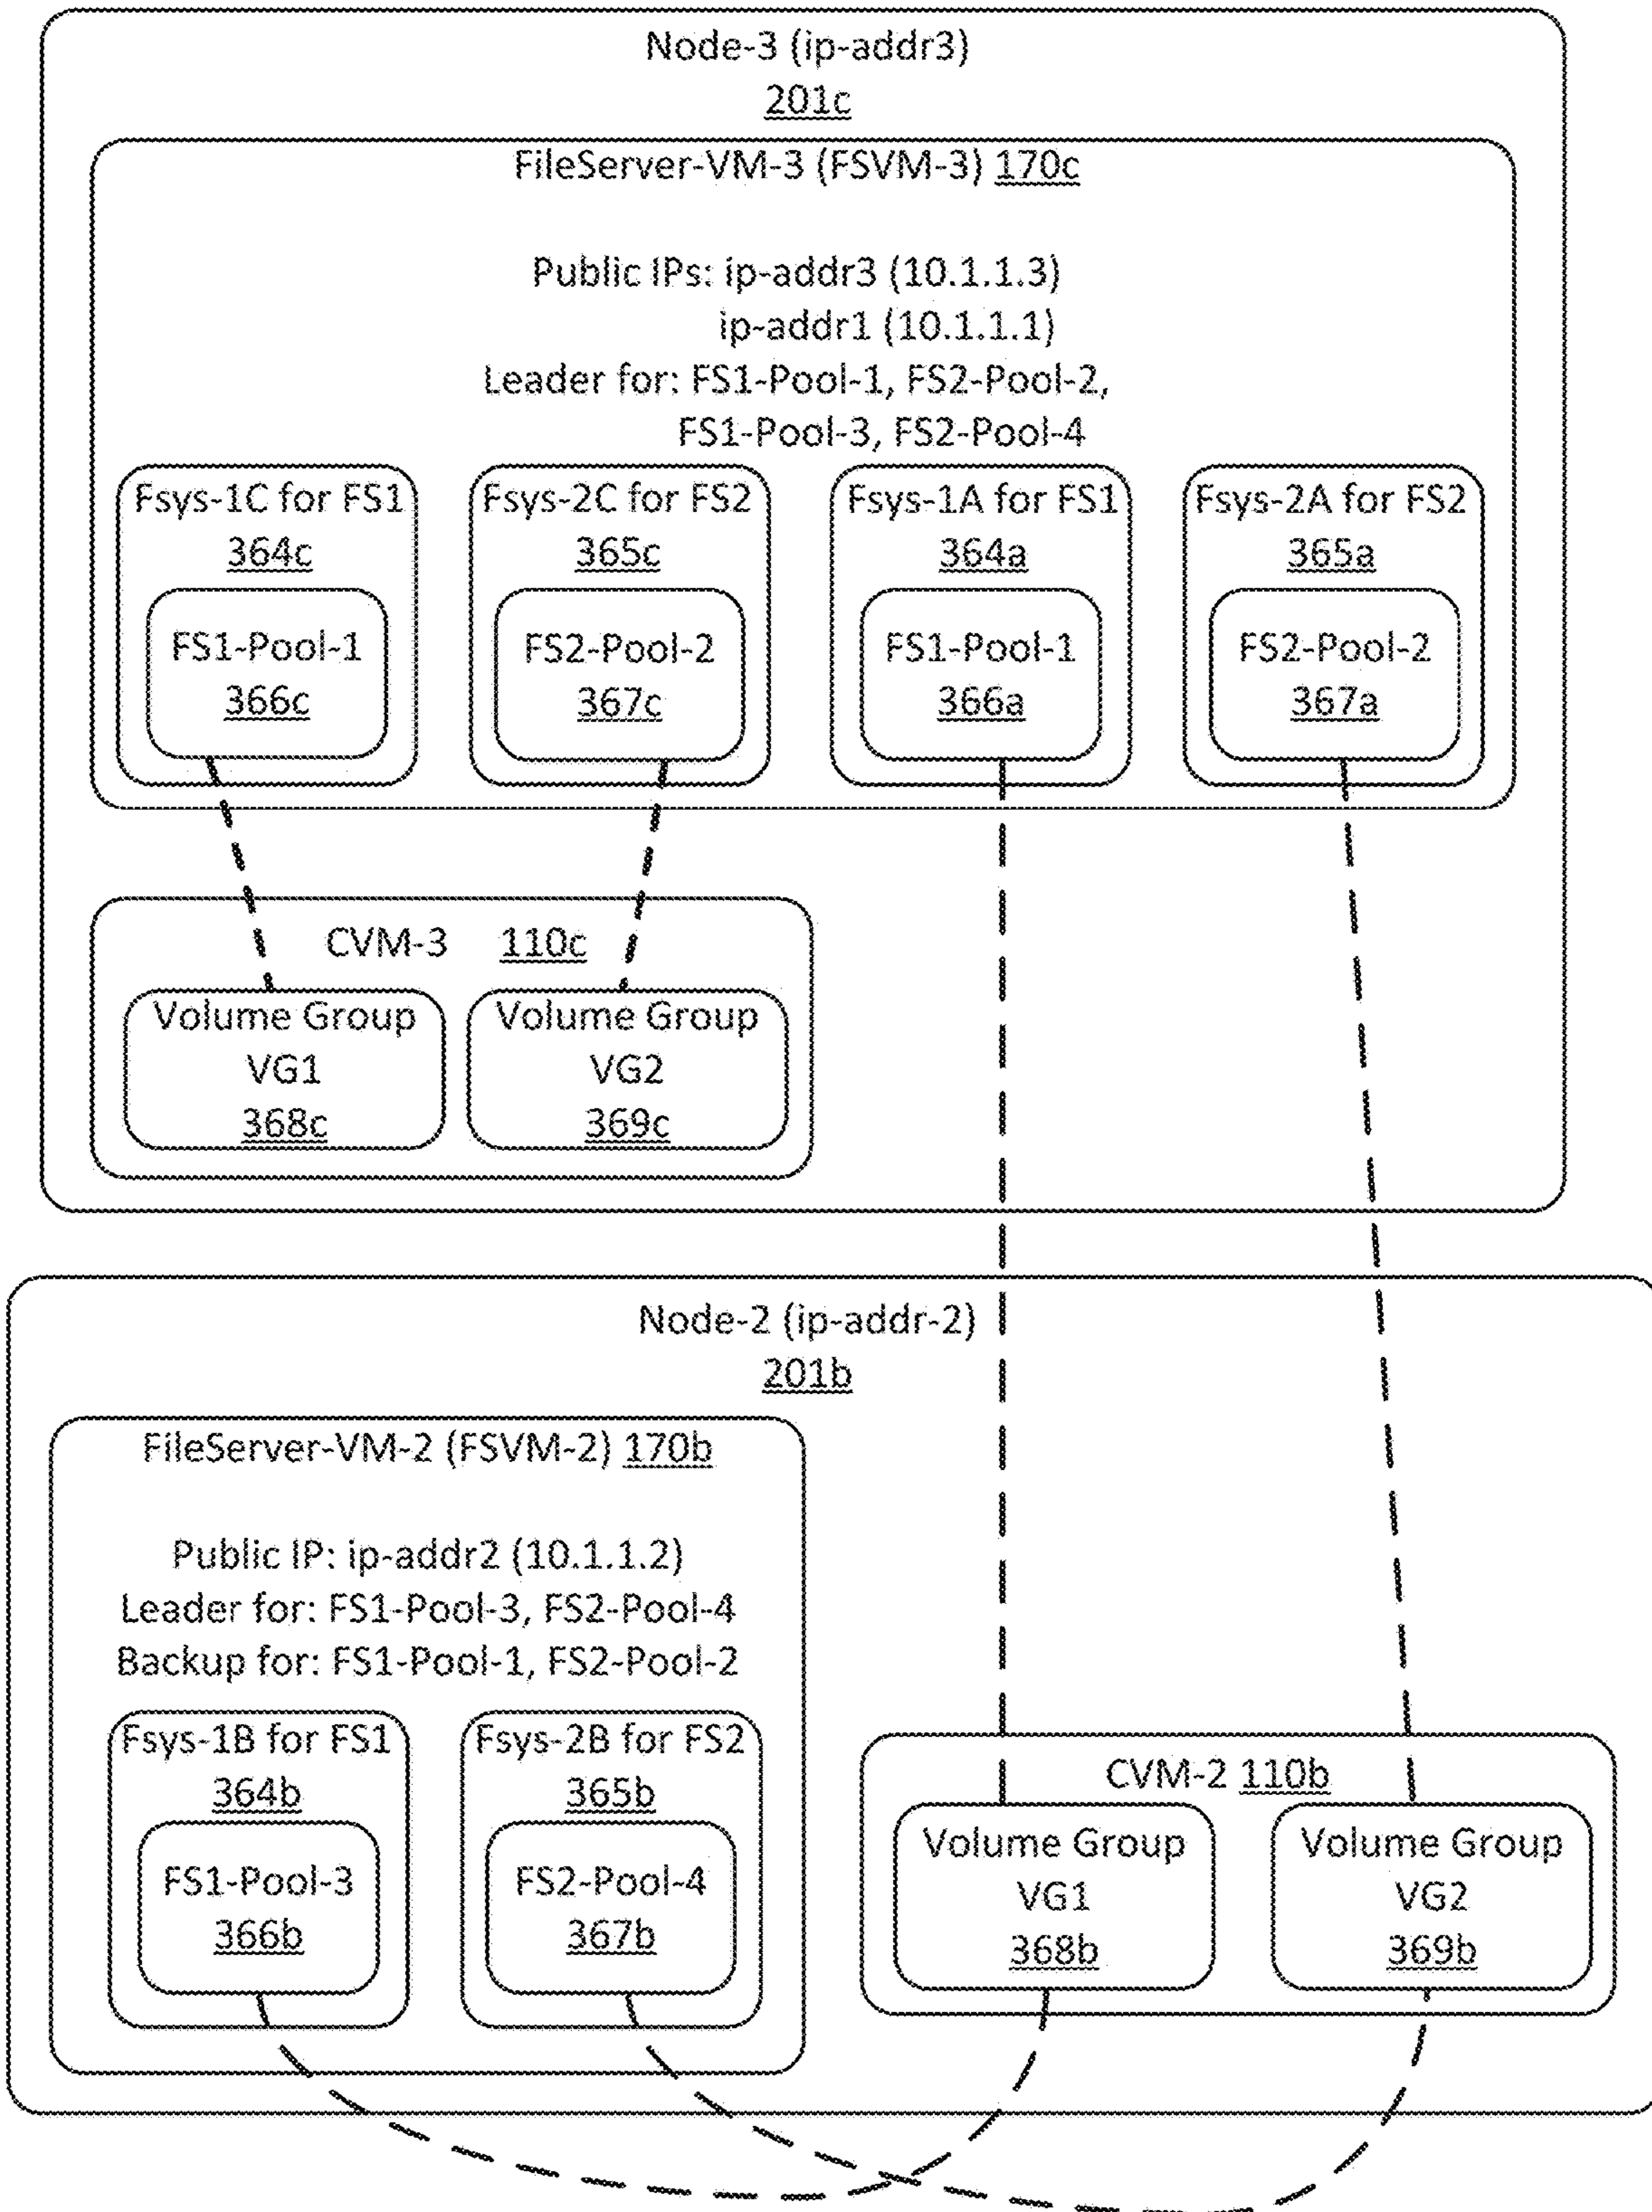 Node-3 (ip-addr3)
201c
FileServer-VM-3 (FSVM-3) 170c
Public IPs: ip-addr3 (10.1.1.3)
ip-addr1 (10.1.1.1)
Leader for: FS1-Pool-1, FS2-Pool-2,
FS1-Pool-3, FS2-Pool-4
Fsys-1C for FS1
364c
FS1-Pool-1
366c
Fsys-2C for FS2
365c
FS2-Pool-2
367c
Fsys-1A for FS1
364a
FS1-Pool-1
366a
Fsys-2A for FS2
365a
FS2-Pool-2
367a
CVM-3 110c
Volume Group
VG1
368c
Volume Group
VG2
369c
Node-2 (ip-addr-2)
201b
FileServer-VM-2 (FSVM-2) 170b
Public IP: ip-addr2 (10.1.1.2)
Leader for: FS1-Pool-3, FS2-Pool-4
Backup for: FS1-Pool-1, FS2-Pool-2
Fsys-1B for FS1
364b
FS1-Pool-3
366b
Fsys-2B for FS2
365b
FS2-Pool-4
367b
CVM-2 110b
Volume Group
VG1
368b
Volume Group
VG2
369b